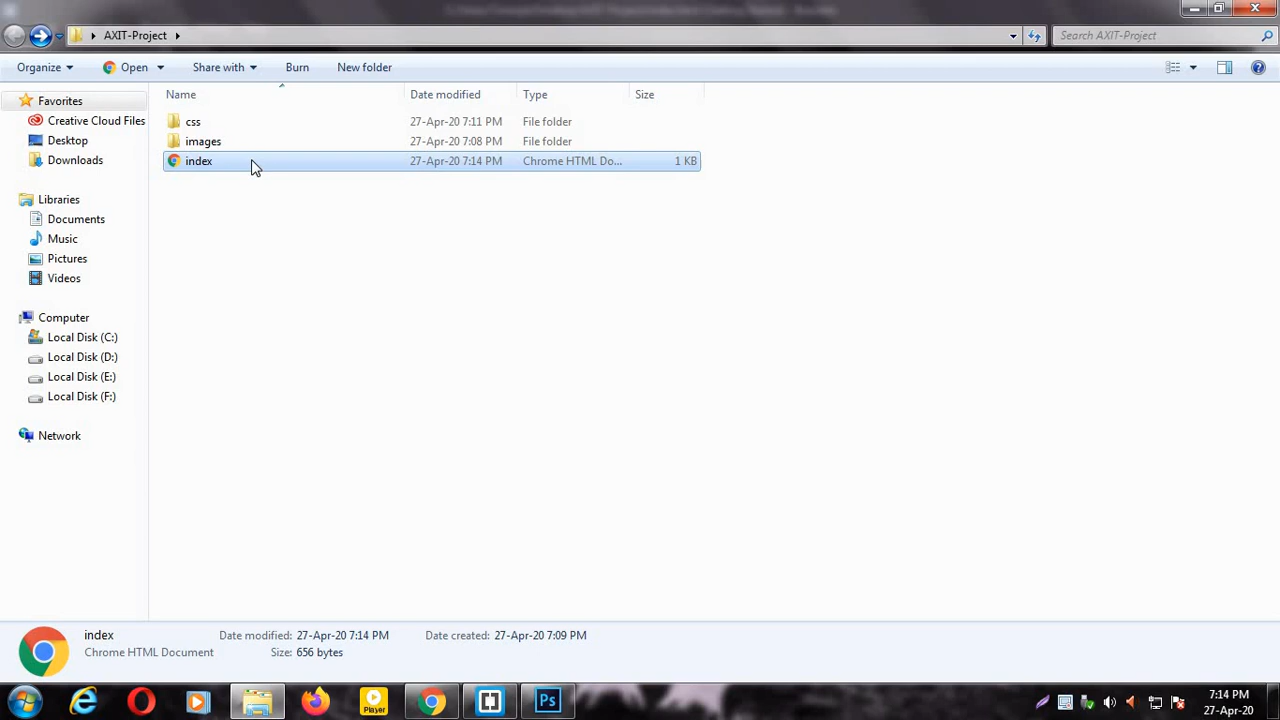 AXIT-Project
Search AXIT-Project
Organize
Open
Share with
Burn
New folder
Name
Date modified
Type
Size
Favorites
Creative Cloud Files
Desktop
Downloads
Libraries
Documents
Music
Pictures
Videos
Computer
Local Disk (C:)
Local Disk (D:)
Local Disk (E:)
Local Disk (F:)
Network
css 27-Apr-20 7:11 PM File folder
images 27-Apr-20 7:08 PM File folder
index 27-Apr-20 7:14 PM Chrome HTML Do... 1 KB
index
Date modified: 27-Apr-20 7:14 PM
Date created: 27-Apr-20 7:09 PM
Chrome HTML Document
Size: 656 bytes
Player
Ps
7:14 PM
27-Apr-20